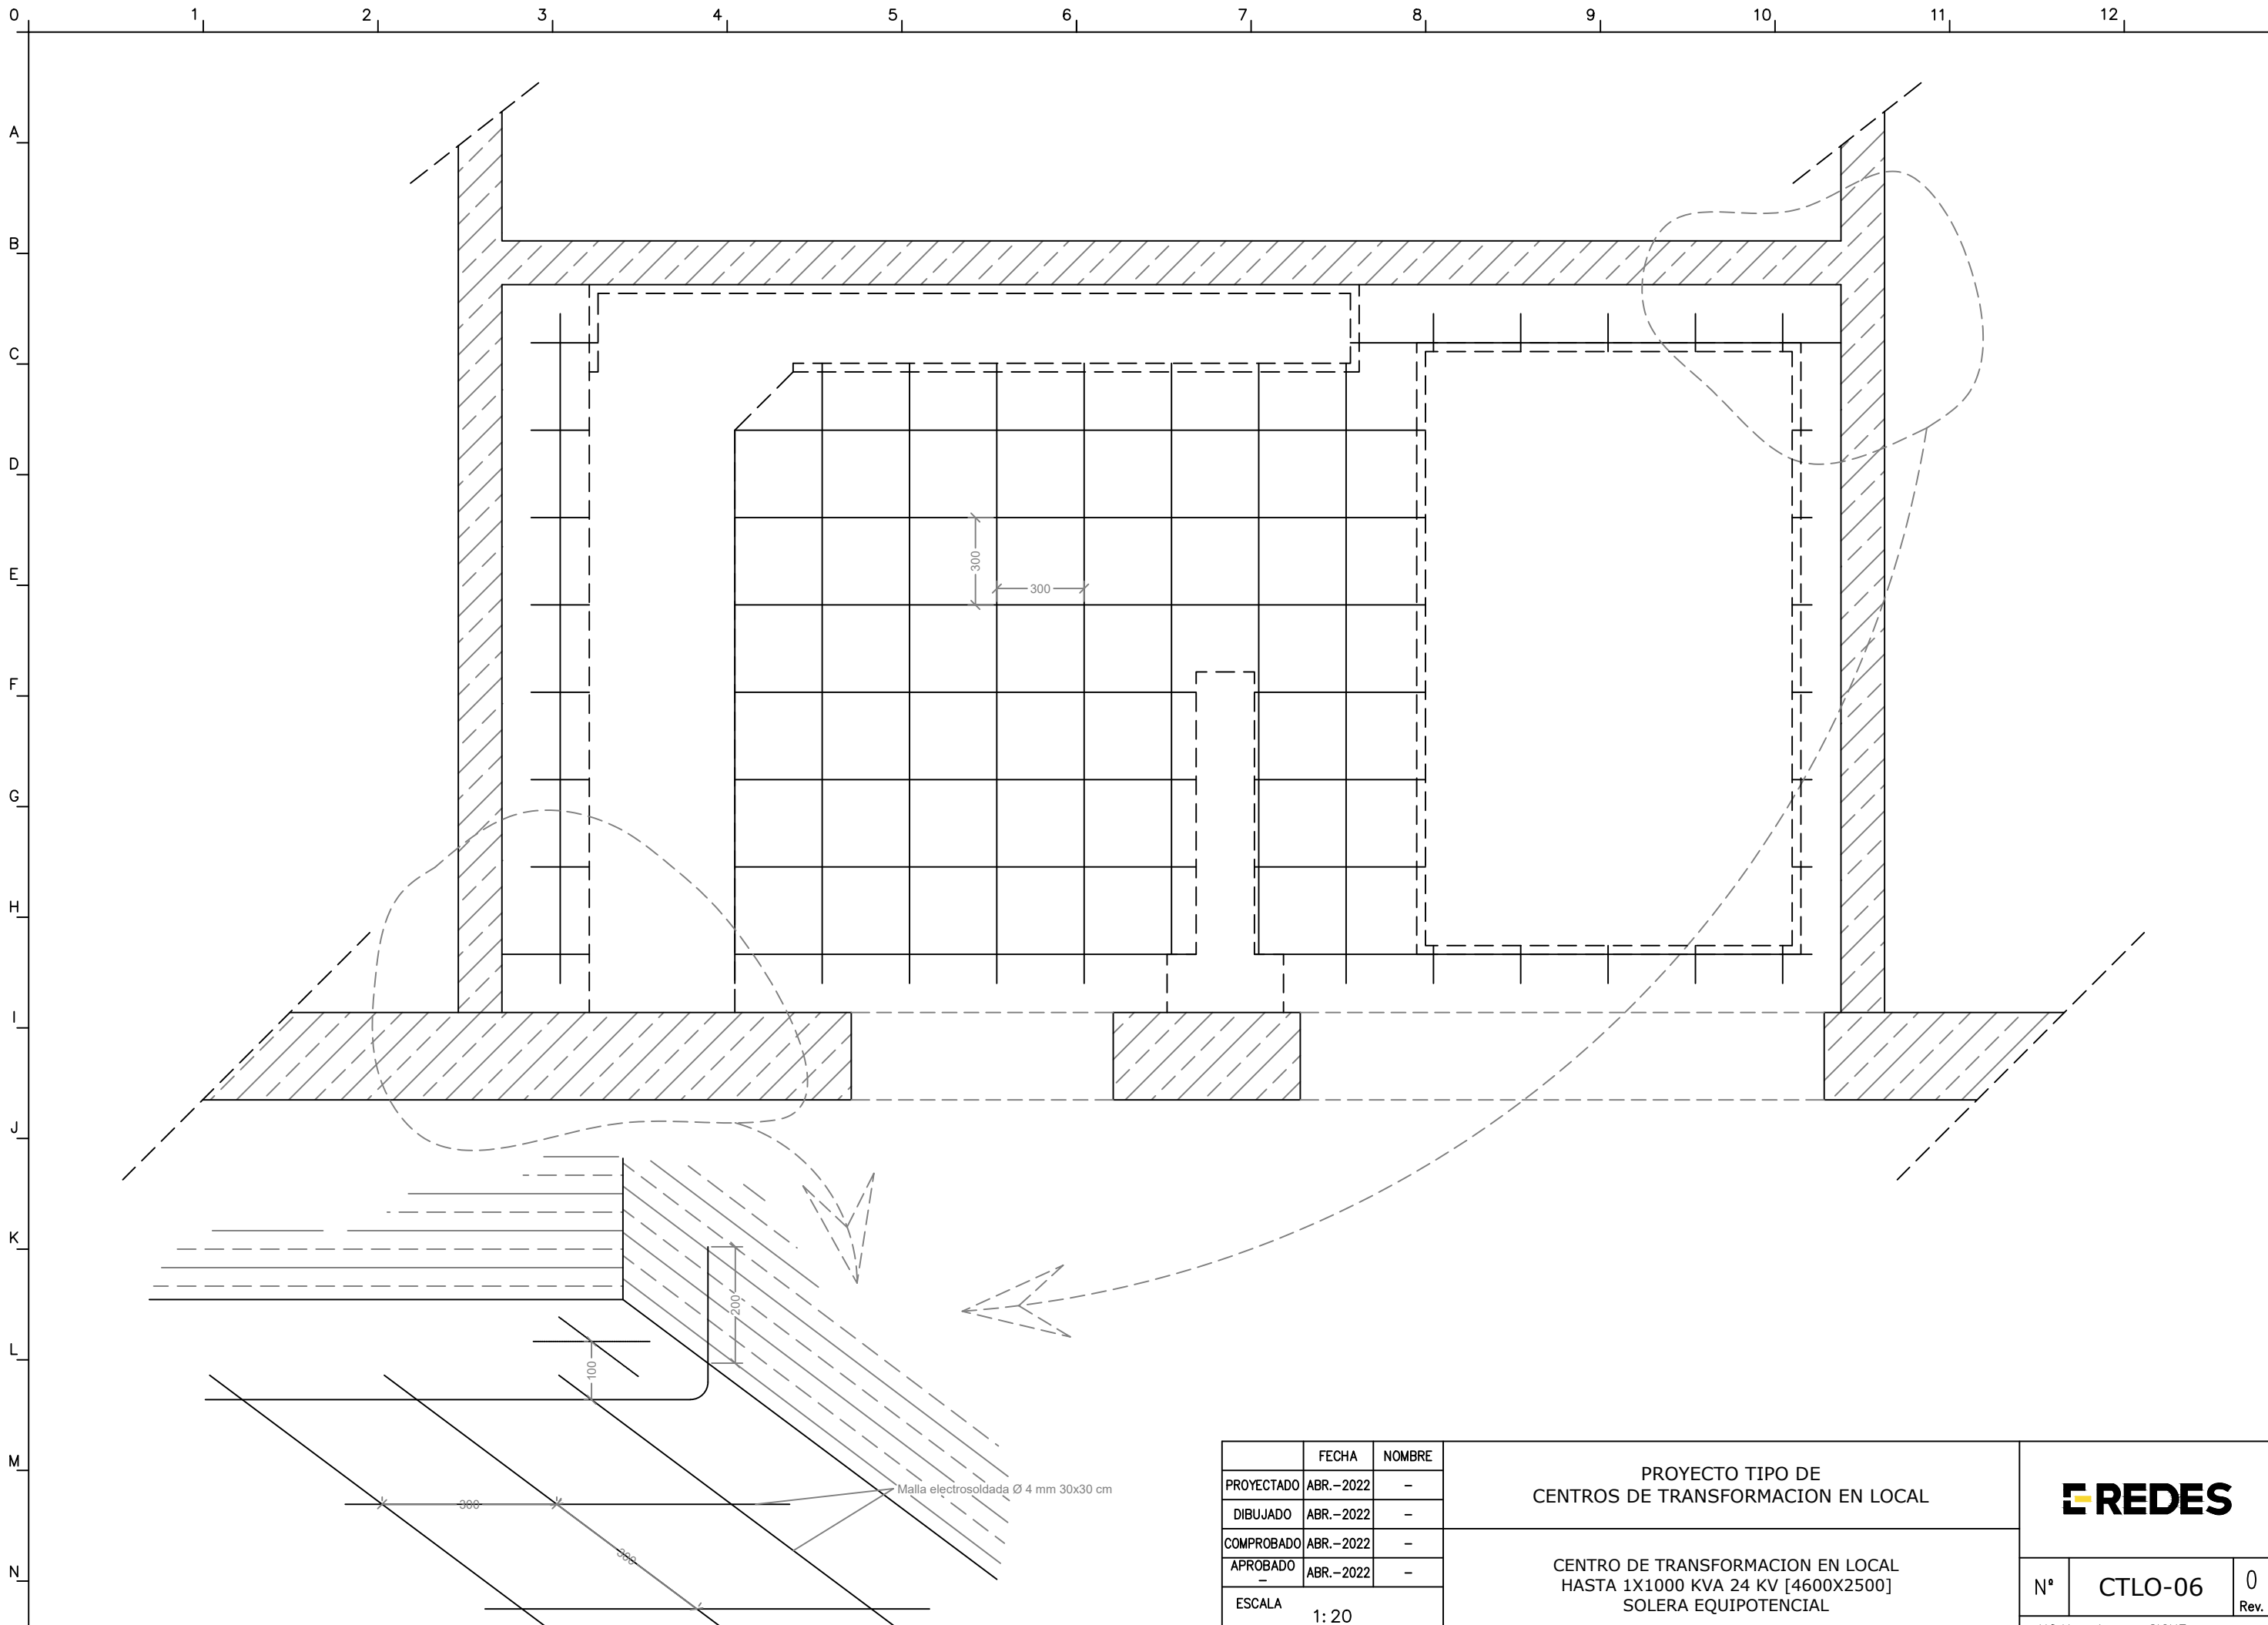 0 1 2 3 4 5 6 7 8 9 10 11 12
A
B
C
D
E
F
G
H
I
J
K
L
M
N
300
300
200
100
300
300
Malla electrosoldada Ø 4 mm 30x30 cm
FECHA NOMBRE
PROYECTADO ABR.-2022 -
DIBUJADO ABR.-2022 -
COMPROBADO ABR.-2022 -
APROBADO - ABR.-2022 -
ESCALA
1:20
PROYECTO TIPO DE
CENTROS DE TRANSFORMACION EN LOCAL
CENTRO DE TRANSFORMACION EN LOCAL
HASTA 1X1000 KVA 24 KV [4600X2500]
SOLERA EQUIPOTENCIAL
E-REDES
Nº CTLO-06 0
Rev.